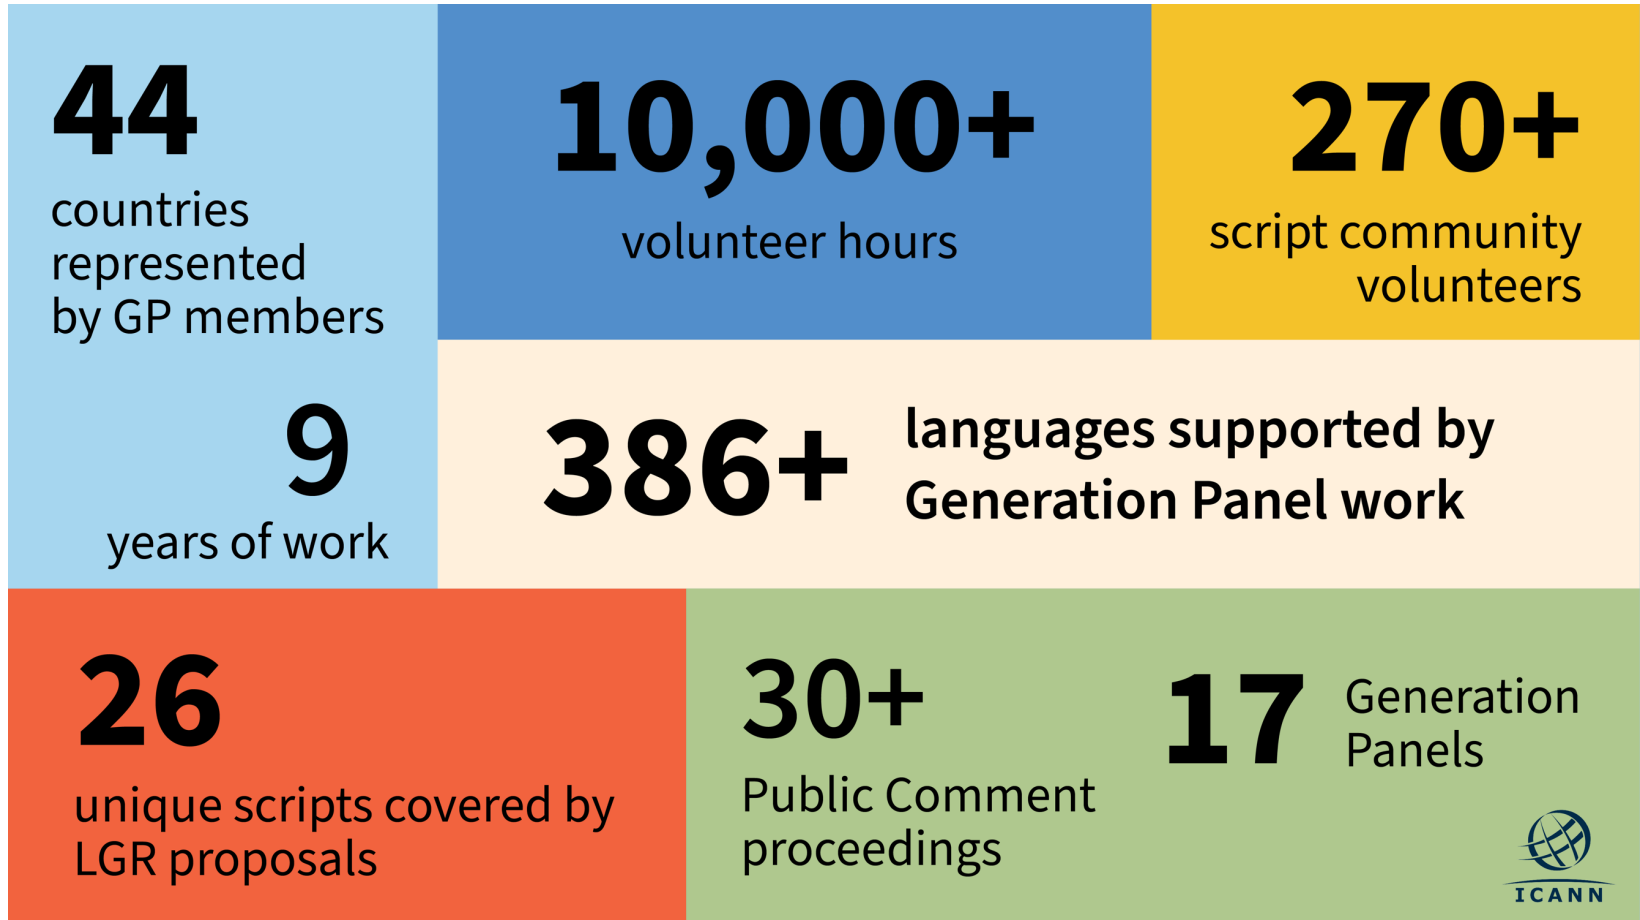 44
countries
represented
by GP members
10,000+
volunteer hours
270+
script community
volunteers
9
years of work
386+
languages supported by
Generation Panel work
26
unique scripts covered by
LGR proposals
30+
Public Comment
proceedings
17
Generation
Panels
ICANN